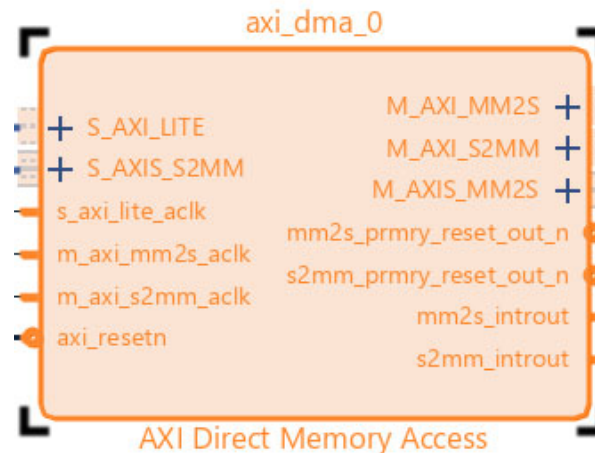 axi_dma_0
S_AXI_LITE
S_AXIS_S2MM
s_axi_lite_aclk
m_axi_mm2s_aclk
m_axi_s2mm_aclk
axi_resetn
M_AXI_MM2S
M_AXI_S2MM
M_AXIS_MM2S
mm2s_prmry_reset_out_n
s2mm_prmry_reset_out_n
mm2s_introut
s2mm_introut
AXI Direct Memory Access